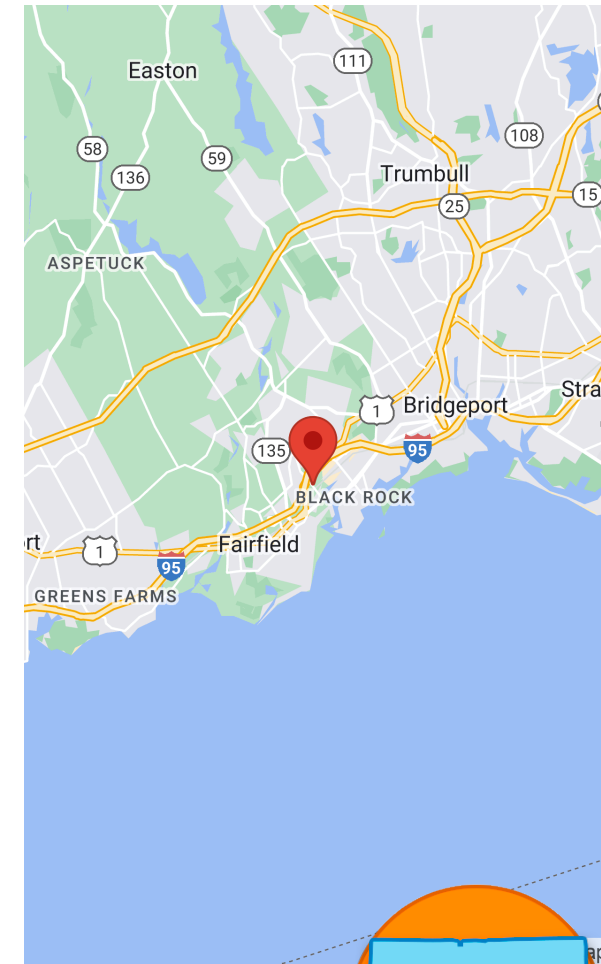 Easton
111
58
136
59
108
Trumbull
25
15
ASPETUCK
1
Bridgeport
Stra
135
95
BLACK ROCK
rt
1
Fairfield
95
GREENS FARMS